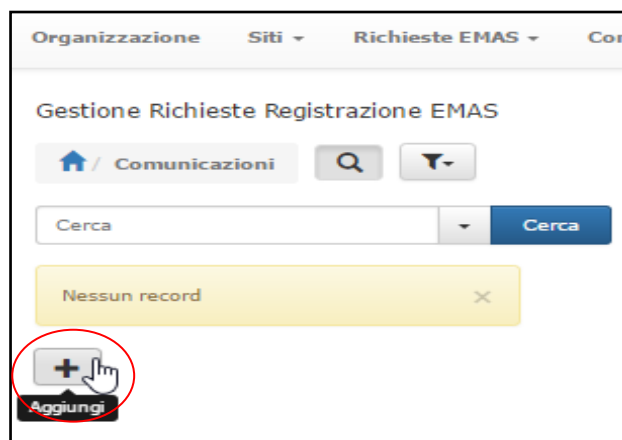 Organizzazione Siti Richieste EMAS
Gestione Richieste Registrazione EMAS
/ Comunicazioni
Cerca Cerca
Nessun record ×
+
Aggiungi